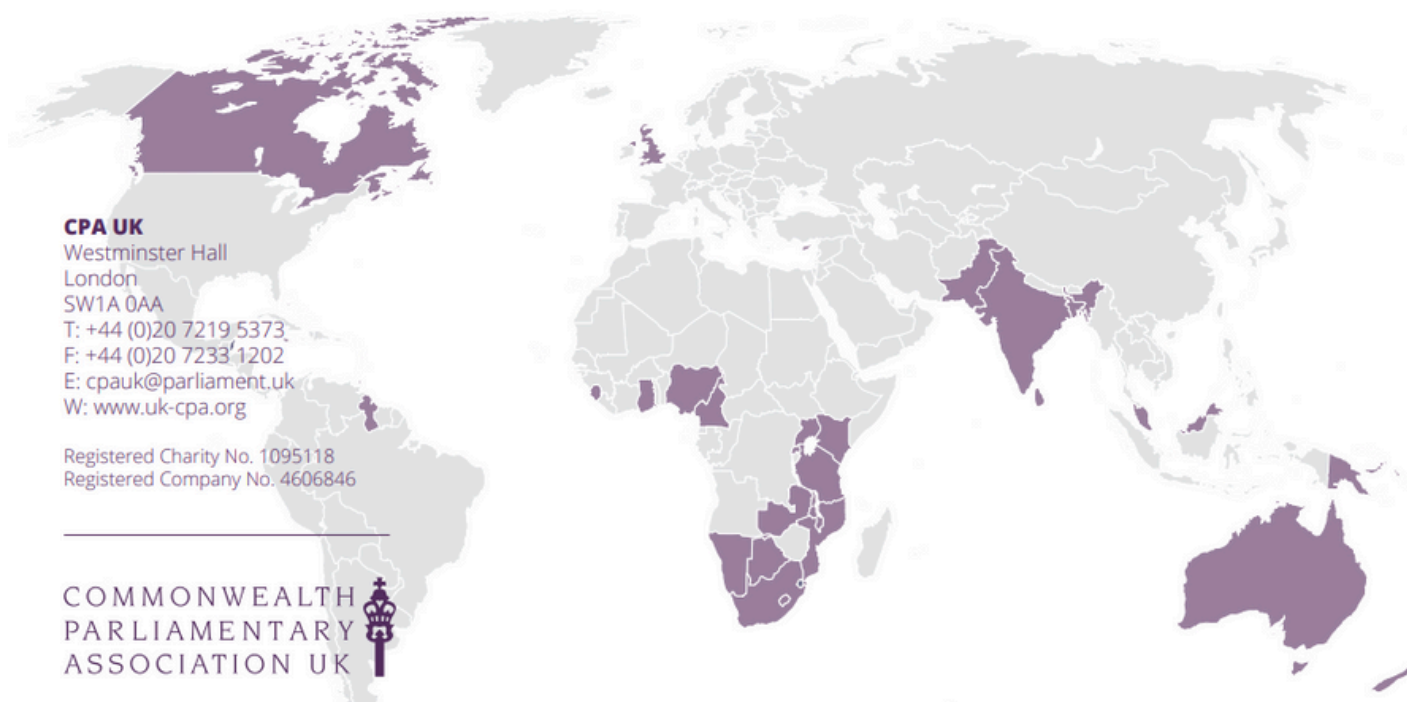 CPA UK
Westminster Hall
London
SW1A 0AA
T: +44 (0)20 7219 5373
F: +44 (0)20 7233 1202
E: cpauk@parliament.uk
W: www.uk-cpa.org
Registered Charity No. 1095118
Registered Company No. 4606846
COMMONWEALTH
PARLIAMENTARY
ASSOCIATION UK